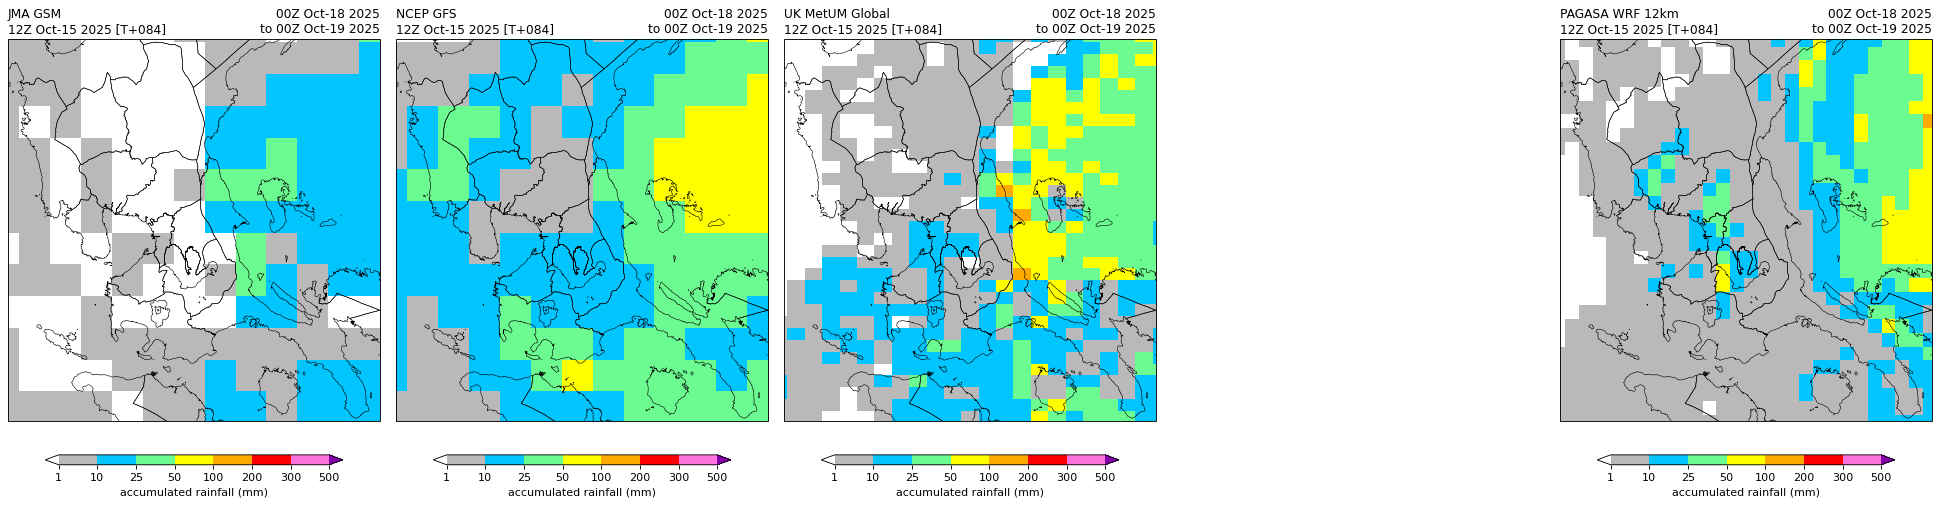 JMA GSM 00Z Oct-18 2025
12Z Oct-15 2025 [T+084] to 00Z Oct-19 2025
1 10 25 50 100 200 300 500
accumulated rainfall (mm)
NCEP GFS 00Z Oct-18 2025
12Z Oct-15 2025 [T+084] to 00Z Oct-19 2025
1 10 25 50 100 200 300 500
accumulated rainfall (mm)
UK MetUM Global 00Z Oct-18 2025
12Z Oct-15 2025 [T+084] to 00Z Oct-19 2025
1 10 25 50 100 200 300 500
accumulated rainfall (mm)
PAGASA WRF 12km 00Z Oct-18 2025
12Z Oct-15 2025 [T+084] to 00Z Oct-19 2025
1 10 25 50 100 200 300 500
accumulated rainfall (mm)